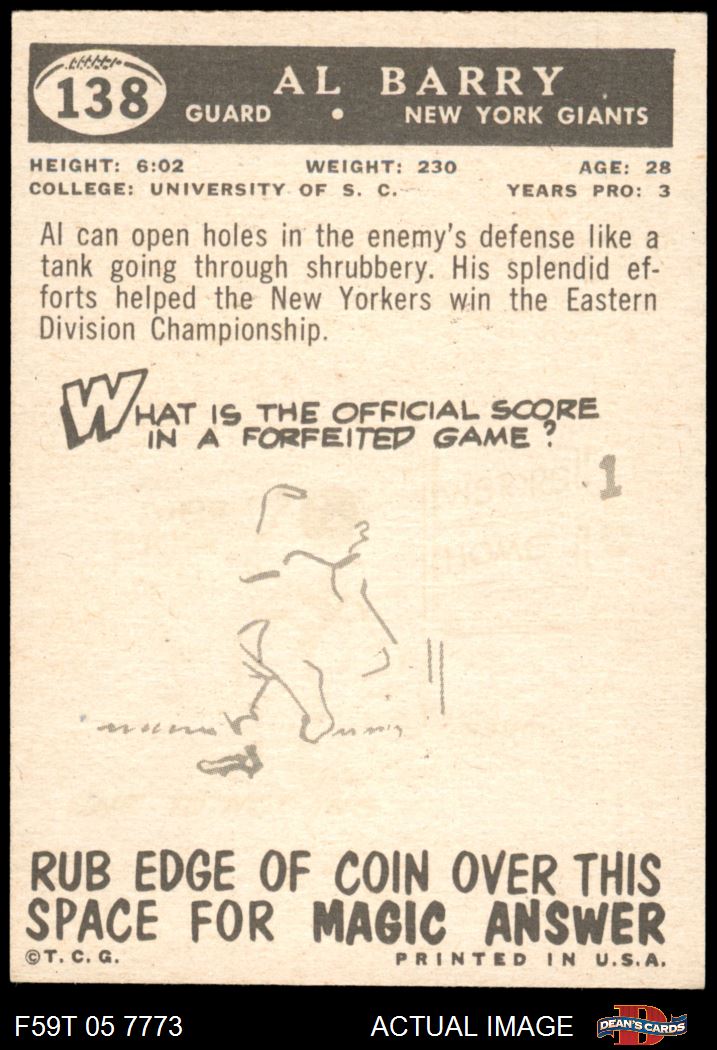 138
AL BARRY
GUARD • NEW YORK GIANTS
HEIGHT: 6:02 WEIGHT: 230 AGE: 28
COLLEGE: UNIVERSITY OF S. C. YEARS PRO: 3
Al can open holes in the enemy's defense like a
tank going through shrubbery. His splendid ef-
forts helped the New Yorkers win the Eastern
Division Championship.
WHAT IS THE OFFICIAL SCORE
IN A FORFEITED GAME?
1
RUB EDGE OF COIN OVER THIS
SPACE FOR MAGIC ANSWER
©T. C. G. PRINTED IN U.S.A.
F59T 05 7773 ACTUAL IMAGE DEAN'S CARDS